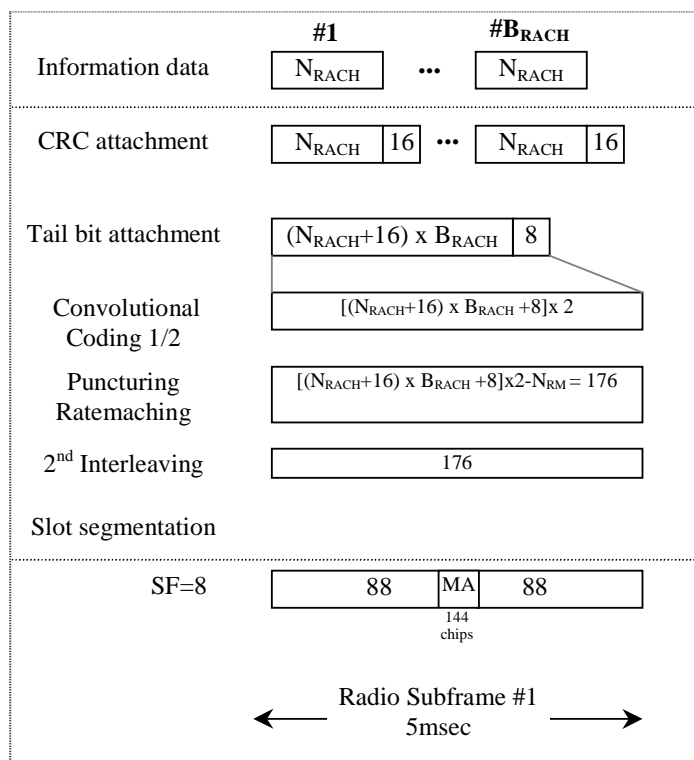 #1 #B_RACH
Information data N_RACH ... N_RACH
CRC attachment N_RACH 16 ... N_RACH 16
Tail bit attachment (N_RACH+16) x B_RACH 8
Convolutional
Coding 1/2
[(N_RACH+16) x B_RACH +8]x 2
Puncturing
Ratemaching
[(N_RACH+16) x B_RACH +8]x2-N_RM = 176
2nd Interleaving 176
Slot segmentation
SF=8 88 MA 88
144
chips
Radio Subframe #1
5msec